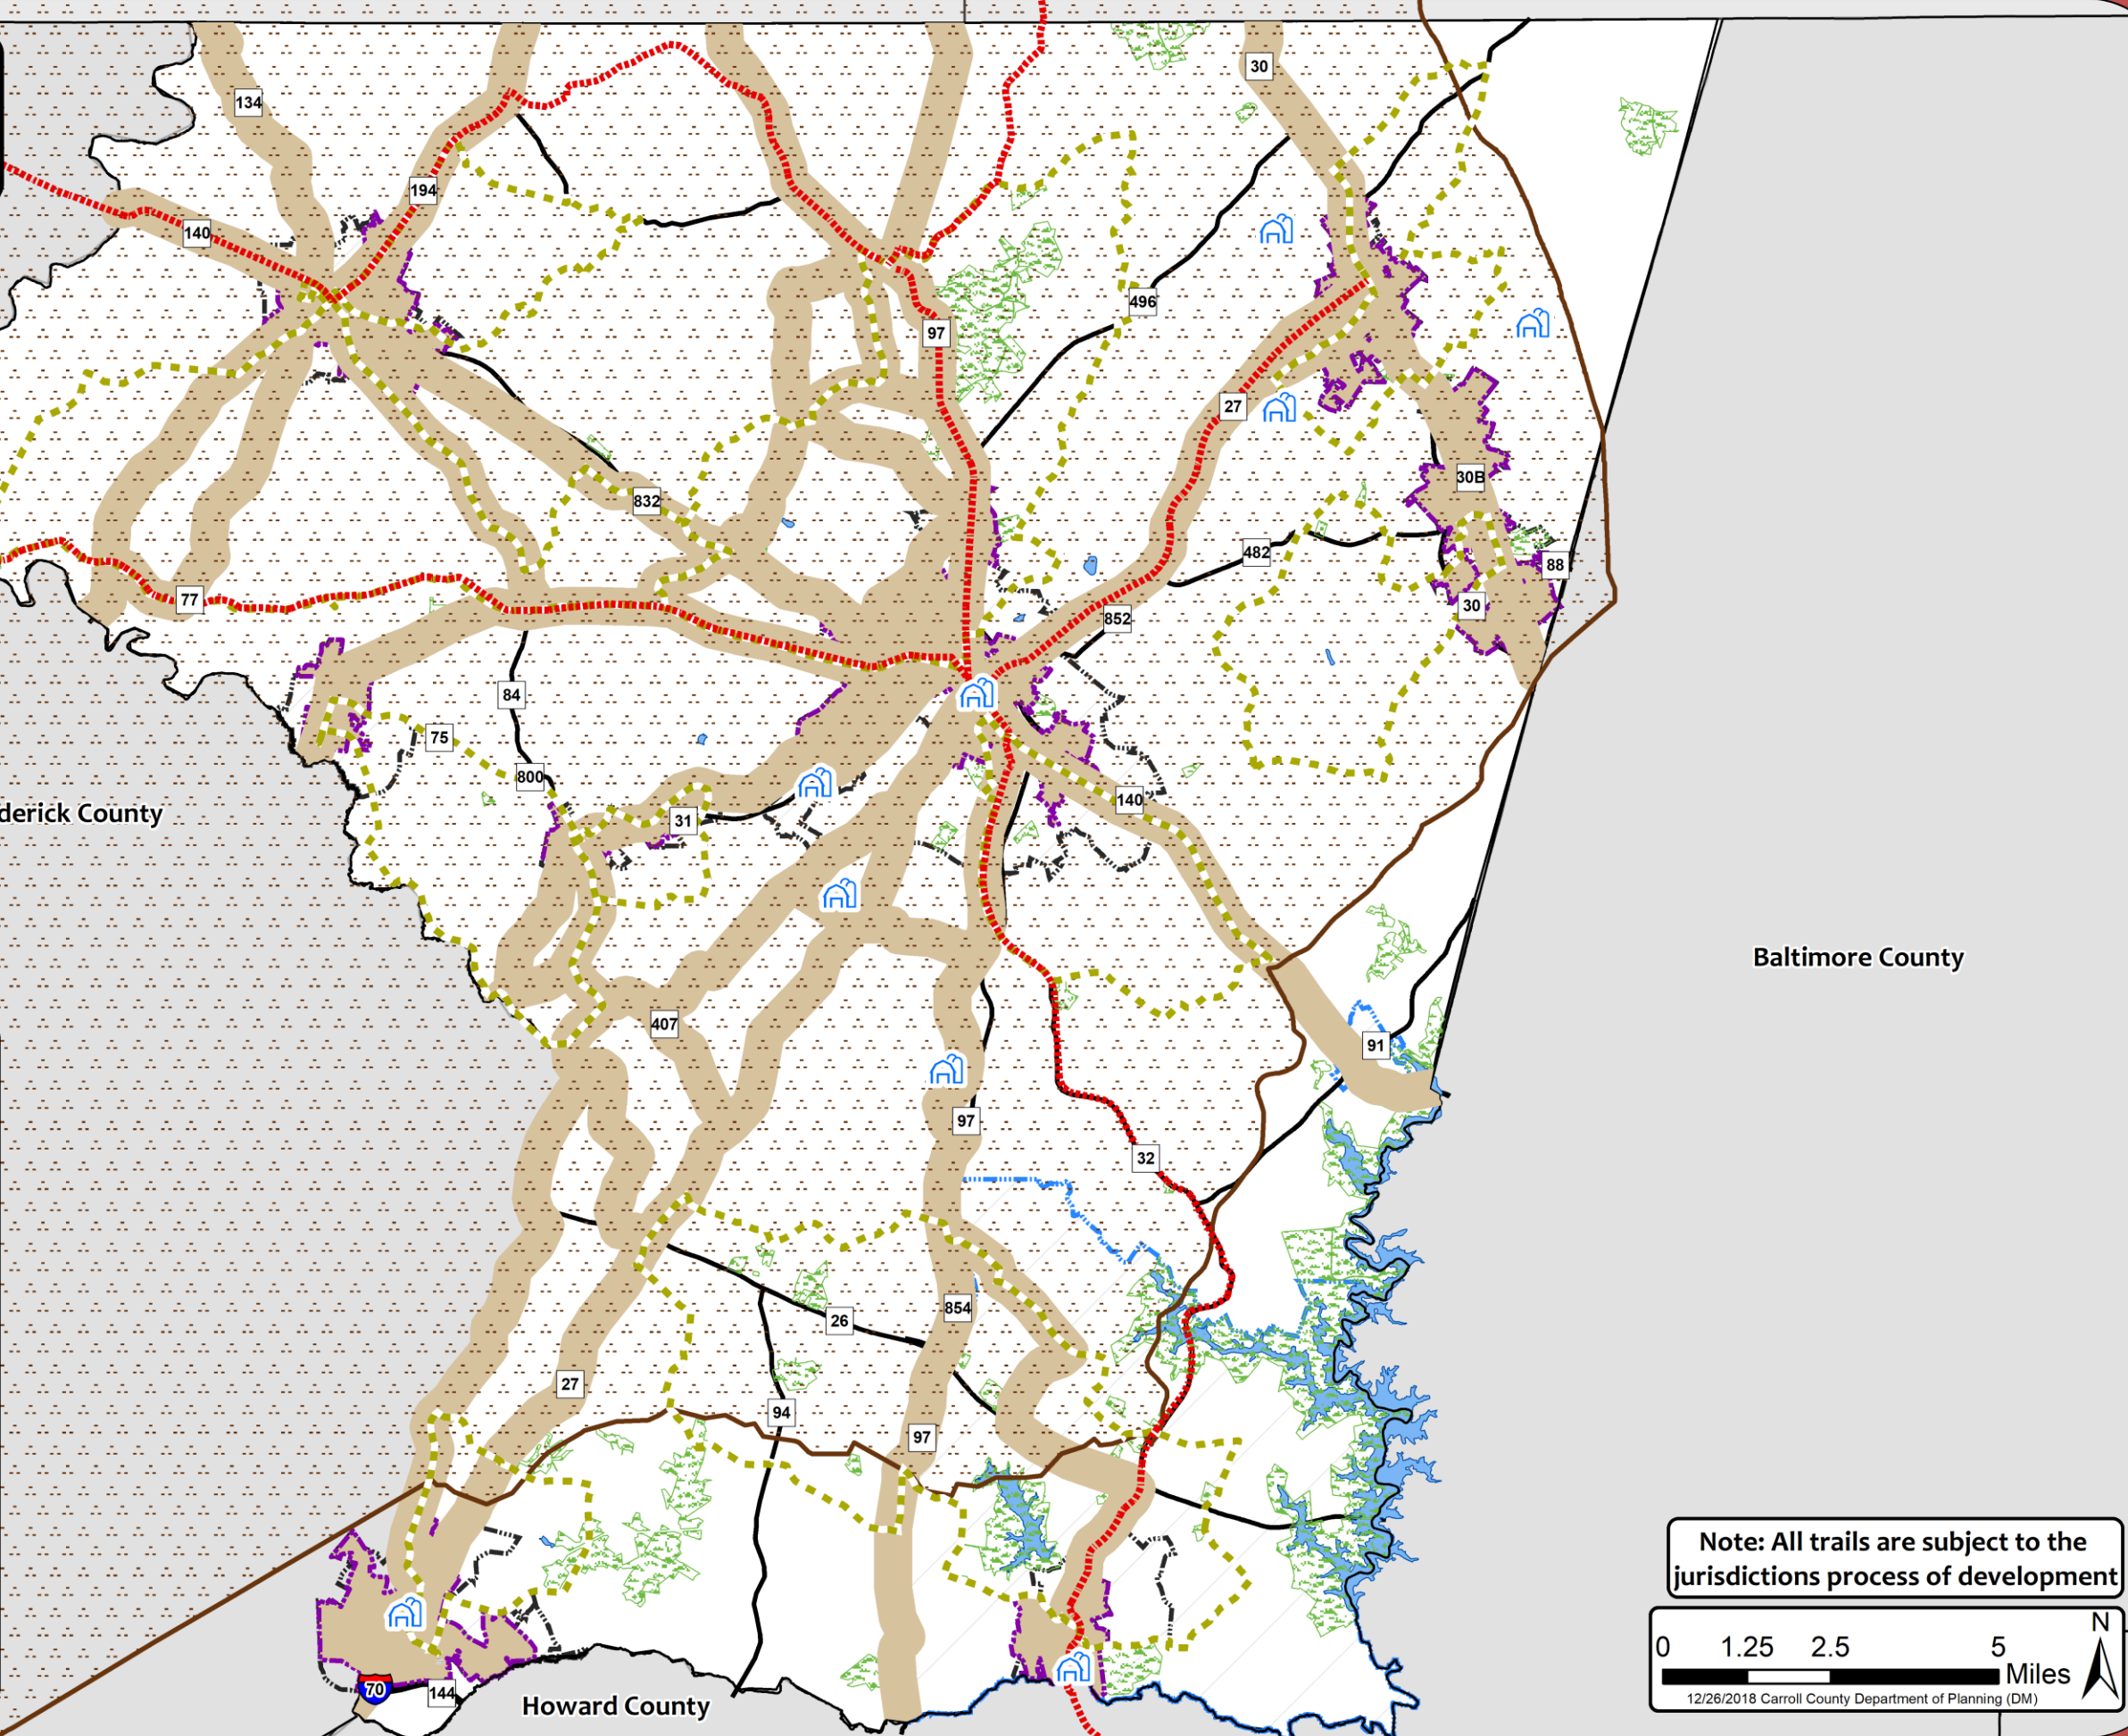 30
134
194
140
496
97
27
832
30B
482
88
77
852
30
84
75
800
140
31
derick County
Baltimore County
407
91
97
32
854
26
27
94
97
Note: All trails are subject to the
jurisdictions process of development
N
0 1.25 2.5 5
Miles
12/26/2018 Carroll County Department of Planning (DM)
70
144
Howard County